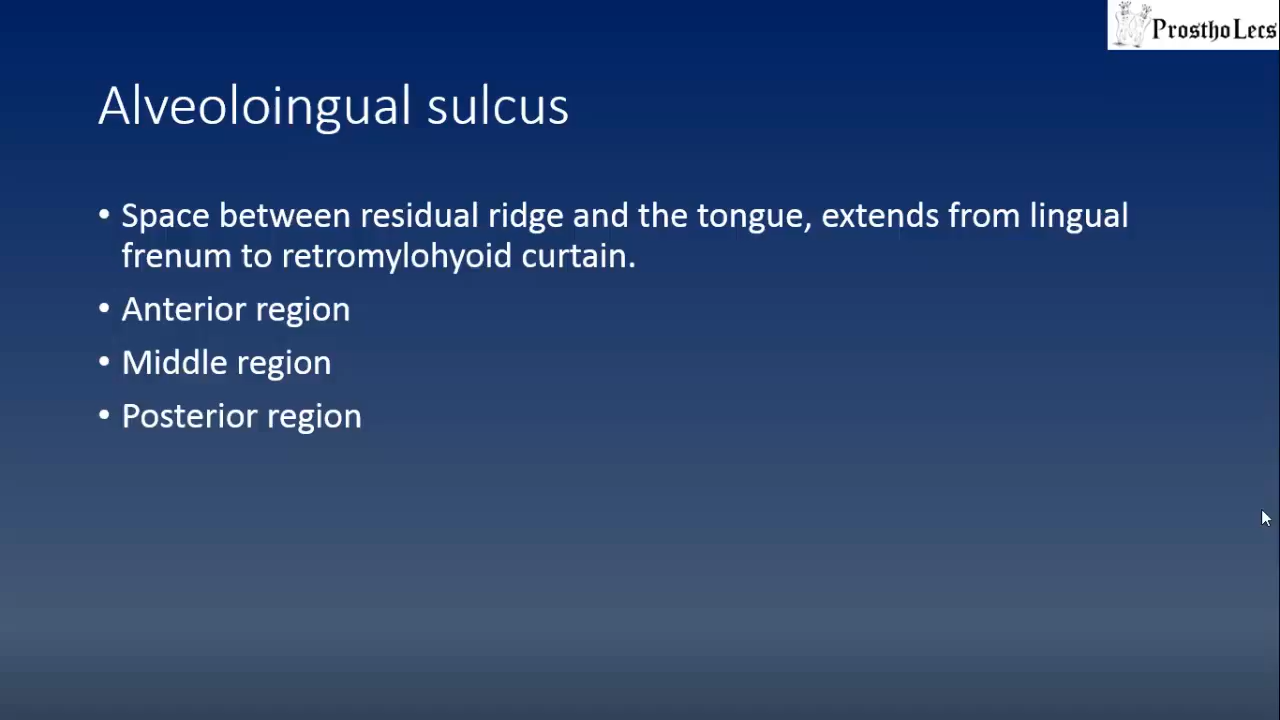 ProsthoLecs
Alveoloingual sulcus
• Space between residual ridge and the tongue, extends from lingual
frenum to retromylohyoid curtain.
• Anterior region
• Middle region
• Posterior region